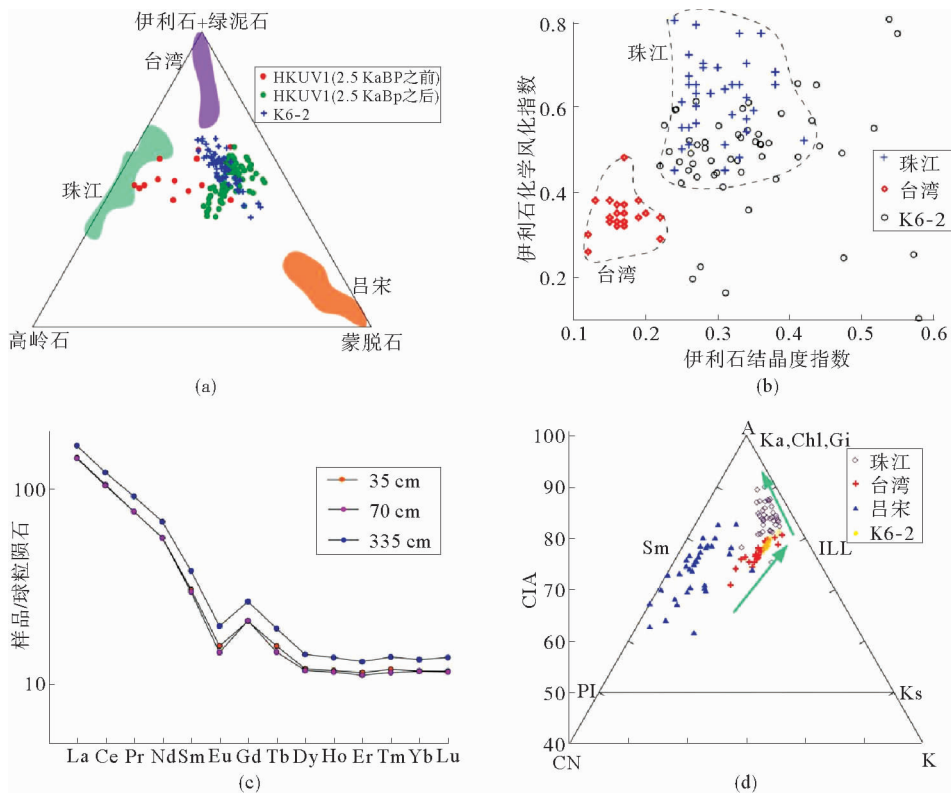 伊利石+绿泥石
台湾
HKUV1(2.5 KaBP之前)
HKUV1(2.5 KaBp之后)
K6-2
珠江
吕宋
高岭石
蒙脱石
(a)
伊利石化学风化指数
0.8
0.6
0.4
0.2
珠江
台湾
珠江
台湾
K6-2
0.1 0.2 0.3 0.4 0.5 0.6
伊利石结晶度指数
(b)
样品/球粒陨石
100
10
35 cm
70 cm
335 cm
La Ce Pr Nd Sm Eu Gd Tb Dy Ho Er Tm Yb Lu
(c)
CIA
100
90
80
70
60
50
40
A
Ka,Chl,Gi
珠江
台湾
吕宋
K6-2
Sm
ILL
PI
Ks
CN
K
(d)